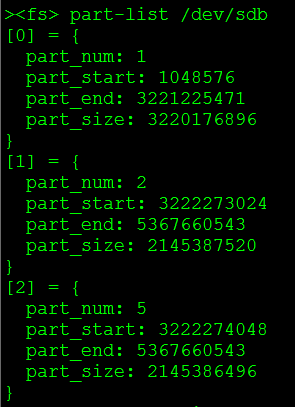 ><fs> part-list /dev/sdb
[0] = {
  part_num: 1
  part_start: 1048576
  part_end: 3221225471
  part_size: 3220176896
}
[1] = {
  part_num: 2
  part_start: 3222273024
  part_end: 5367660543
  part_size: 2145387520
}
[2] = {
  part_num: 5
  part_start: 3222274048
  part_end: 5367660543
  part_size: 2145386496
}